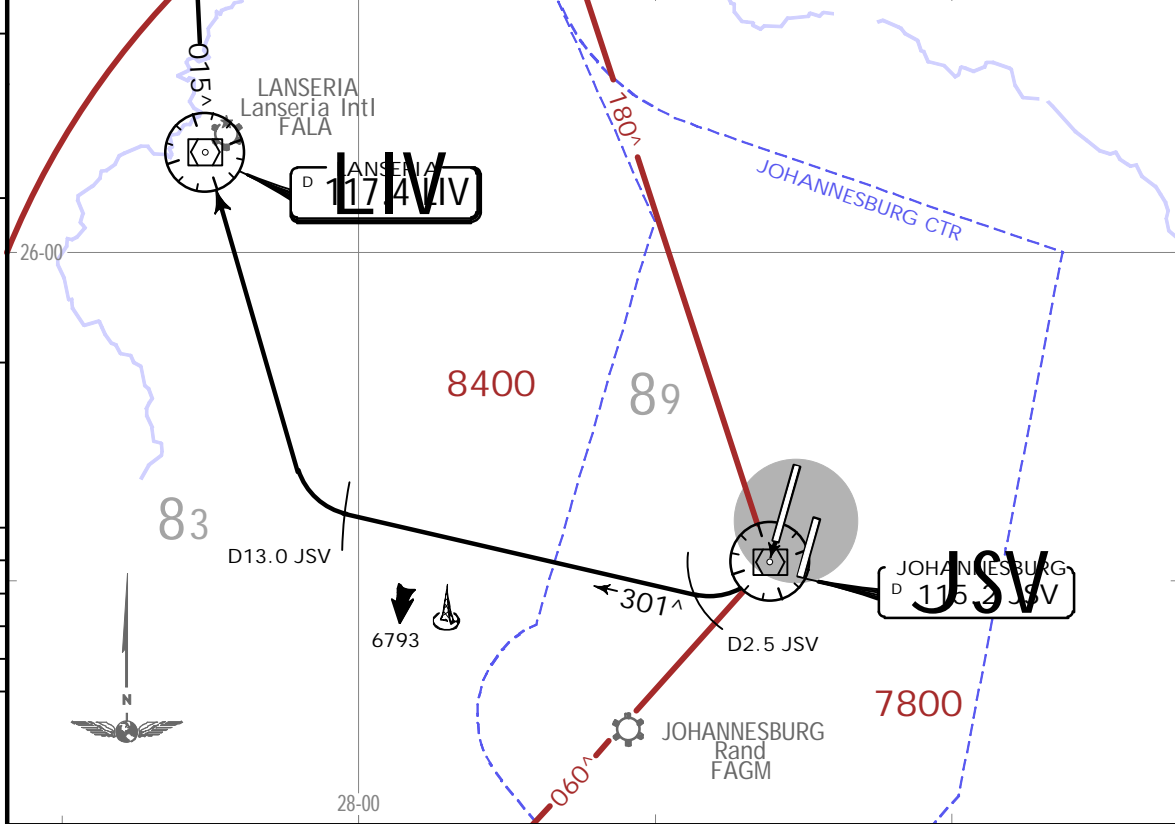 015^
LANSERIA
Lanseria Intl
FALA
LANSERIA
D 117.4 LIV
LIV
180^
JOHANNESBURG CTR
26-00
8400
89
83
D13.0 JSV
301^
6793
JOHANNESBURG
D 115.2 JSV
JSV
D2.5 JSV
N
7800
JOHANNESBURG
Rand
FAGM
060^
28-00